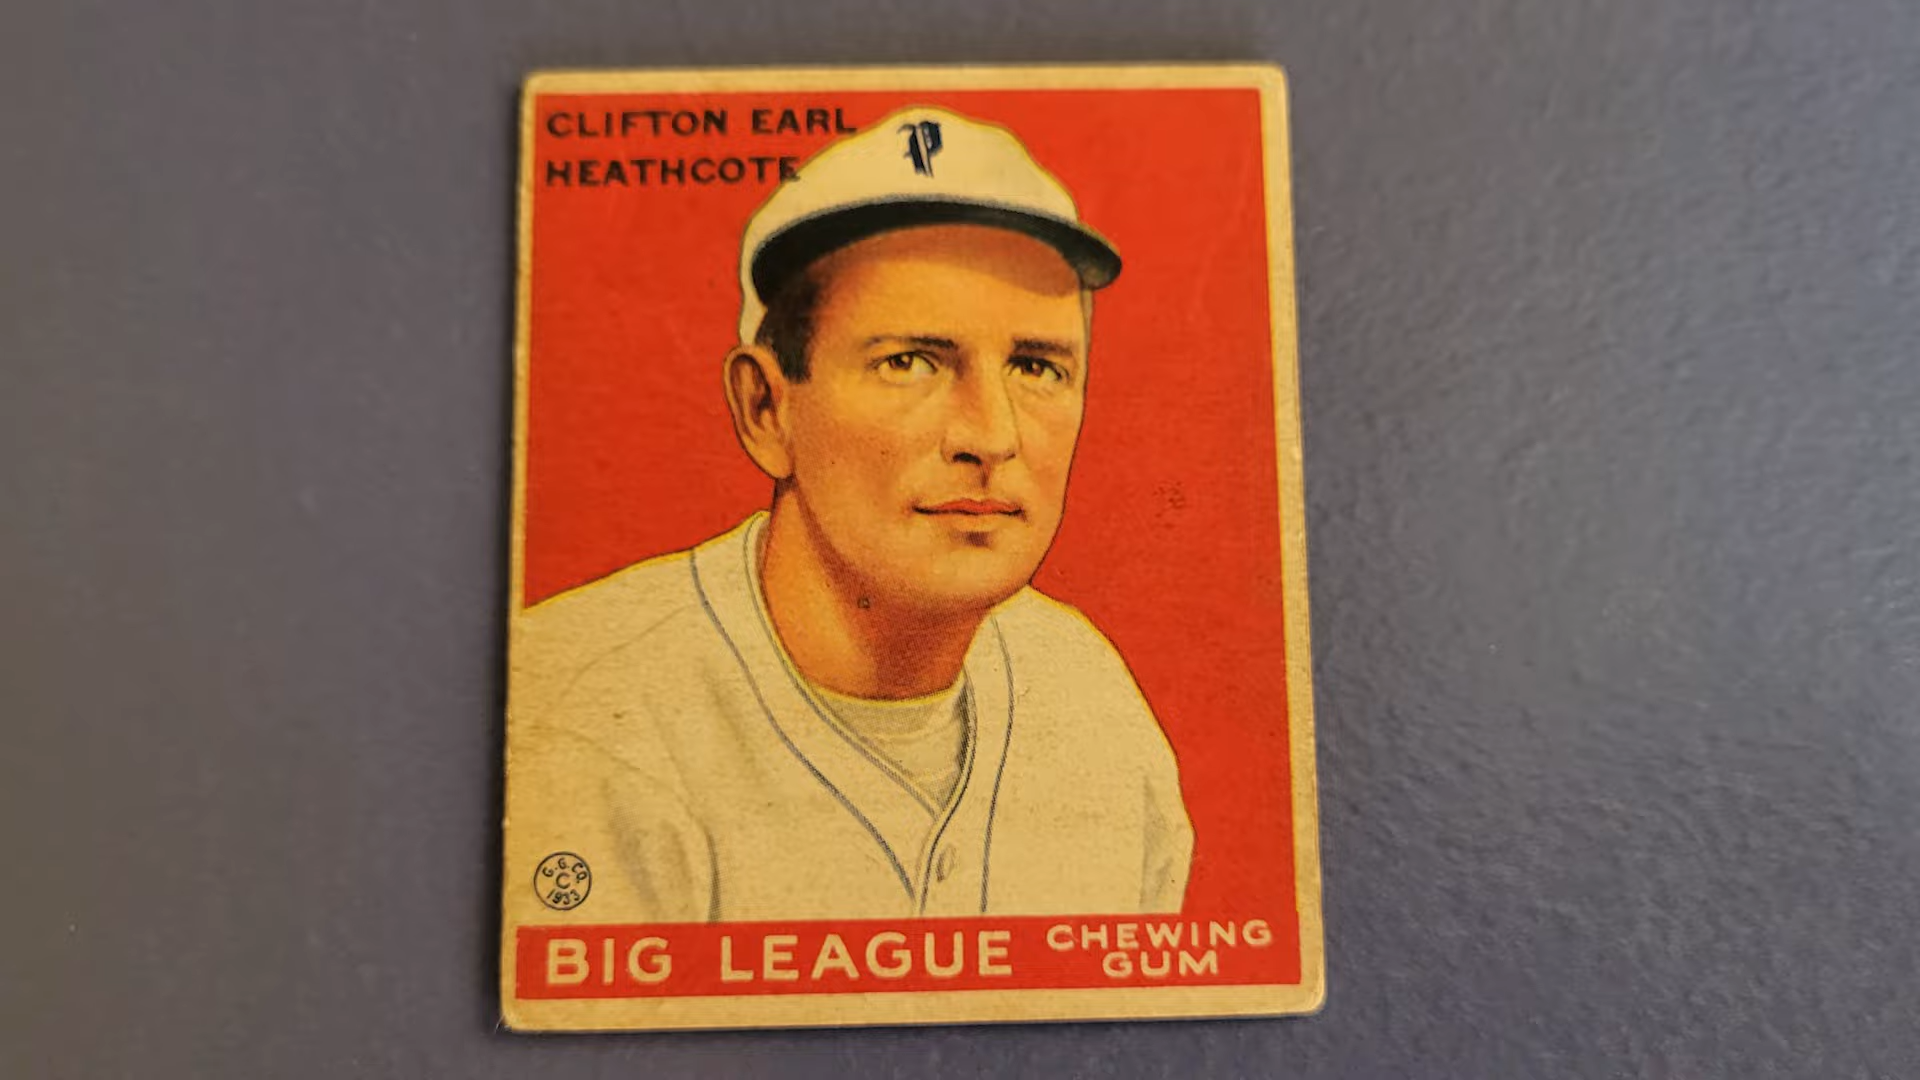 CLIFTON EARL
HEATHCOTE
P
G.G.CO.
C
1933
BIG LEAGUE CHEWING
GUM